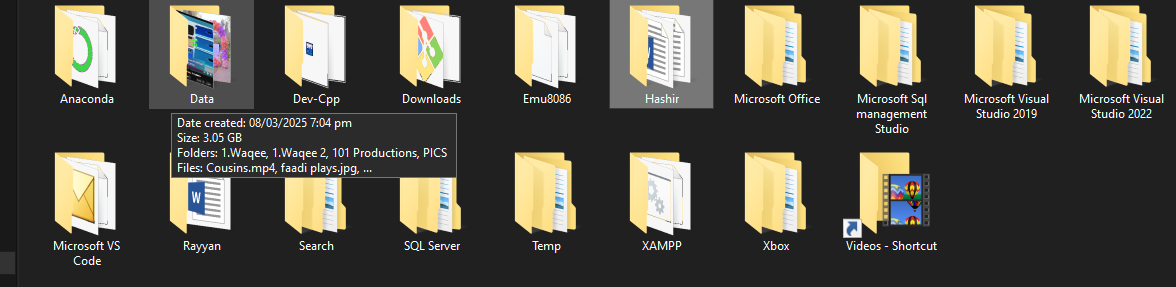 Anaconda
Data
Dev-Cpp
Downloads
Emu8086
Hashir
Microsoft Office
Microsoft Sql
management
Studio
Microsoft Visual
Studio 2019
Microsoft Visual
Studio 2022
Date created: 08/03/2025 7:04 pm
Size: 3.05 GB
Folders: 1.Waqee, 1.Waqee 2, 101 Productions, PICS
Files: Cousins.mp4, faadi plays.jpg, ...
Microsoft VS
Code
Rayyan
Search
SQL Server
Temp
XAMPP
Xbox
Videos - Shortcut